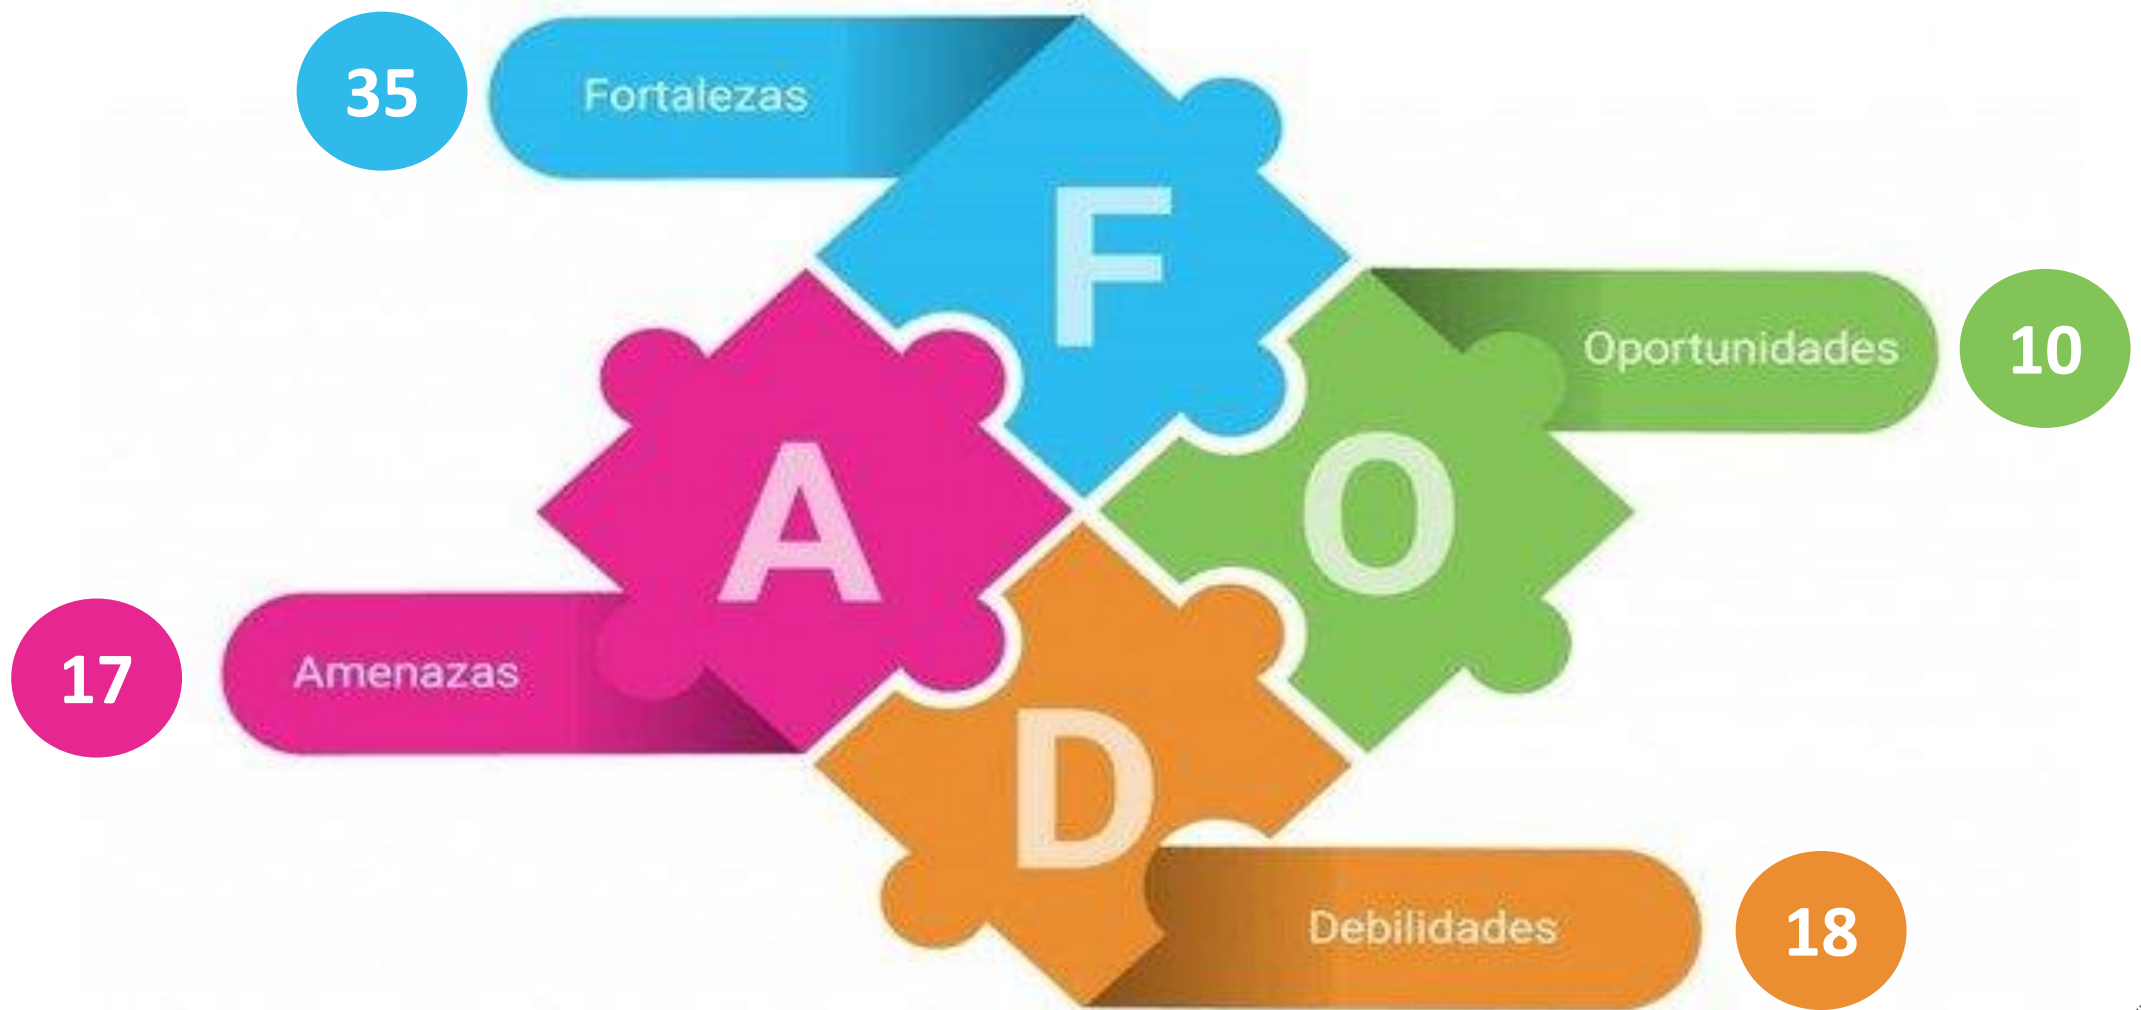 35
Fortalezas
F
Oportunidades
10
A
O
17
Amenazas
D
Debilidades
18